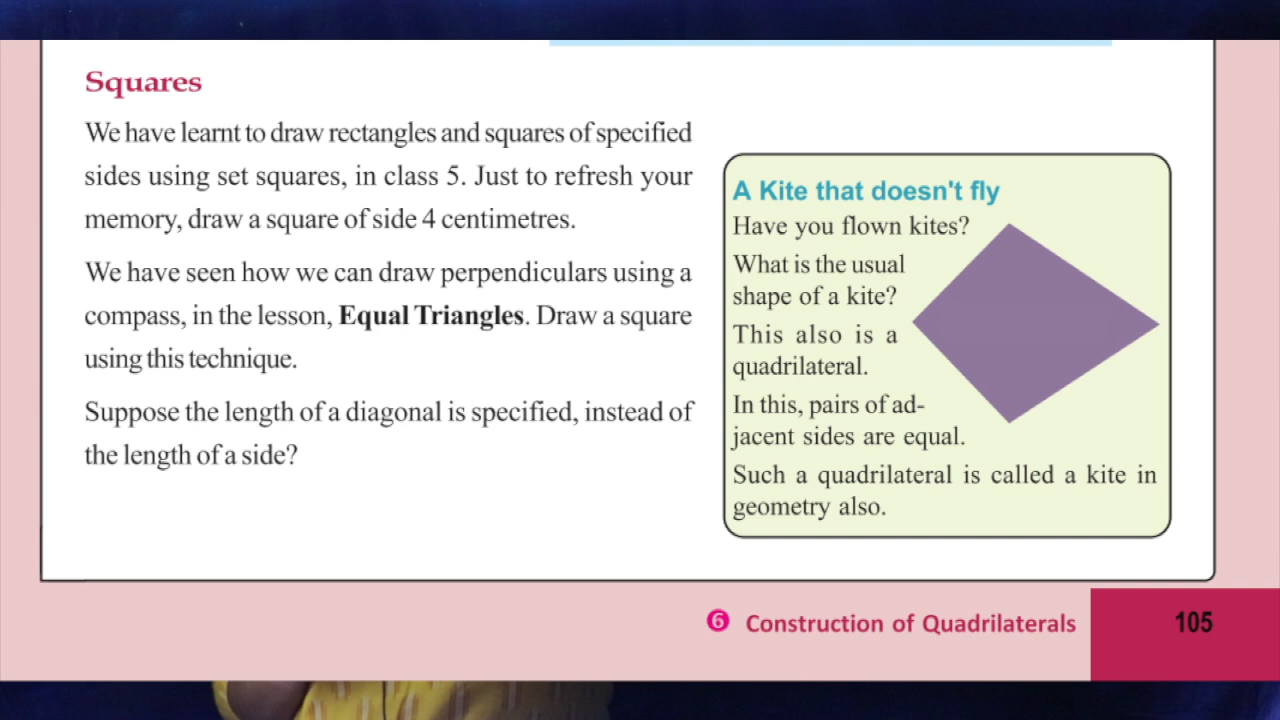 Squares
We have learnt to draw rectangles and squares of specified
sides using set squares, in class 5. Just to refresh your
memory, draw a square of side 4 centimetres.
We have seen how we can draw perpendiculars using a
compass, in the lesson, Equal Triangles. Draw a square
using this technique.
Suppose the length of a diagonal is specified, instead of
the length of a side?
A Kite that doesn't fly
Have you flown kites?
What is the usual
shape of a kite?
This also is a
quadrilateral.
In this, pairs of ad-
jacent sides are equal.
Such a quadrilateral is called a kite in
geometry also.
6 Construction of Quadrilaterals 105